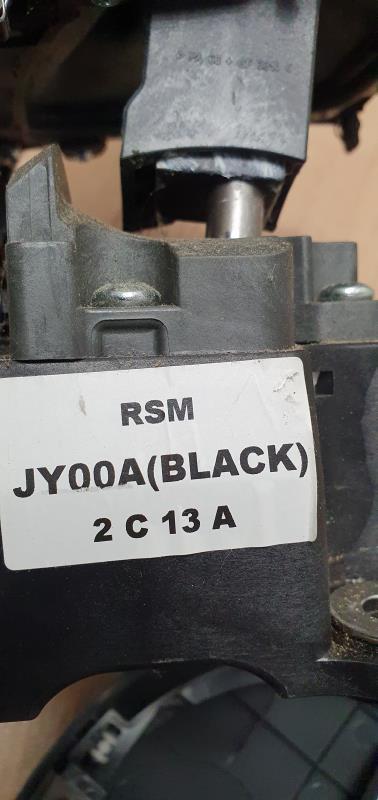 RSM
JY00A(BLACK)
2 C 13 A